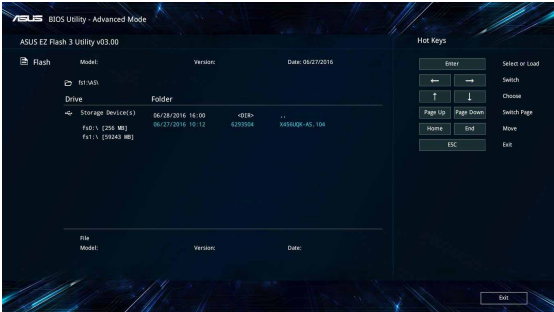 ASUS BIOS Utility - Advanced Mode
ASUS EZ Flash 3 Utility v03.00
Hot Keys
Flash
Model: Version: Date: 06/27/2016
fs1:\AS\
Drive Folder
Storage Device(s)
fs0:\ [256 MB]
fs1:\ [59243 MB]
06/28/2016 16:00 <DIR> ..
06/27/2016 10:12 6293504 X456UQK-AS.104
File
Model: Version: Date:
Enter Select or Load
← → Switch
↑ ↓ Choose
Page Up Page Down Switch Page
Home End Move
ESC Exit
Exit